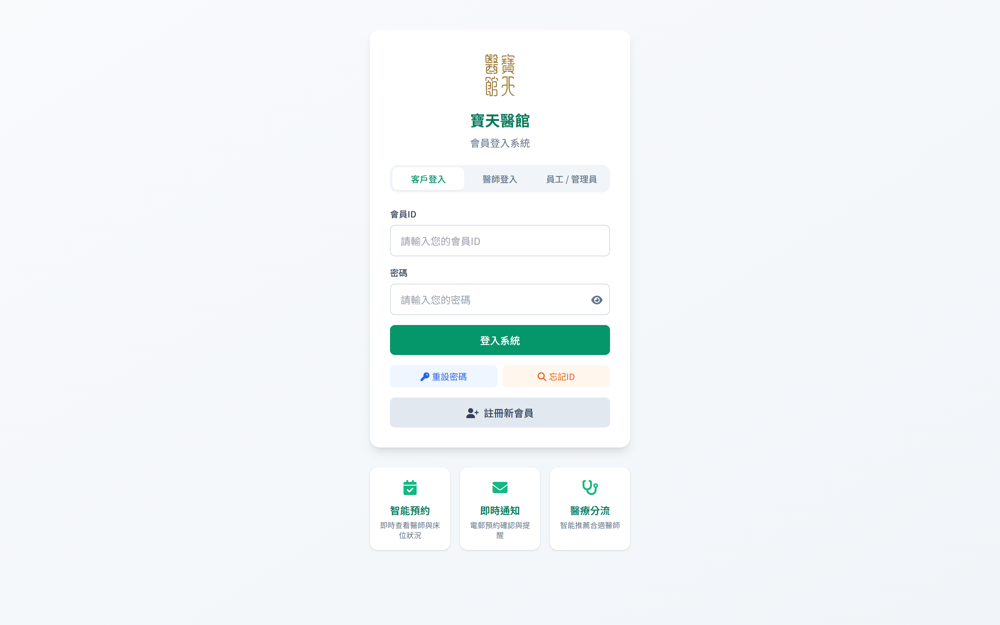 寶天醫館
寶天醫館
會員登入系統
客戶登入 醫師登入 員工 / 管理員
會員ID
請輸入您的會員ID
密碼
請輸入您的密碼
登入系統
重設密碼 忘記ID
註冊新會員
智能預約
即時查看醫師與床
位狀況
即時通知
電郵預約確認與提
醒
醫療分流
智能推薦合適醫師